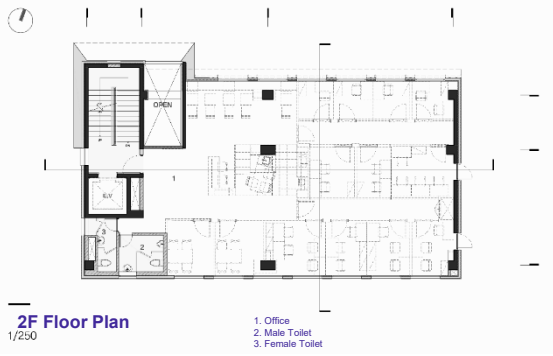 OPEN
1
E.V
3
2
2F Floor Plan
1/250
1. Office
2. Male Toilet
3. Female Toilet